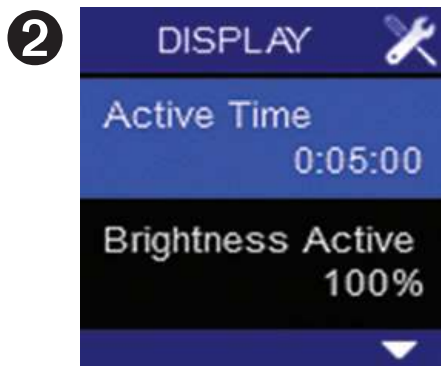 2
DISPLAY
Active Time
0:05:00
Brightness Active
100%